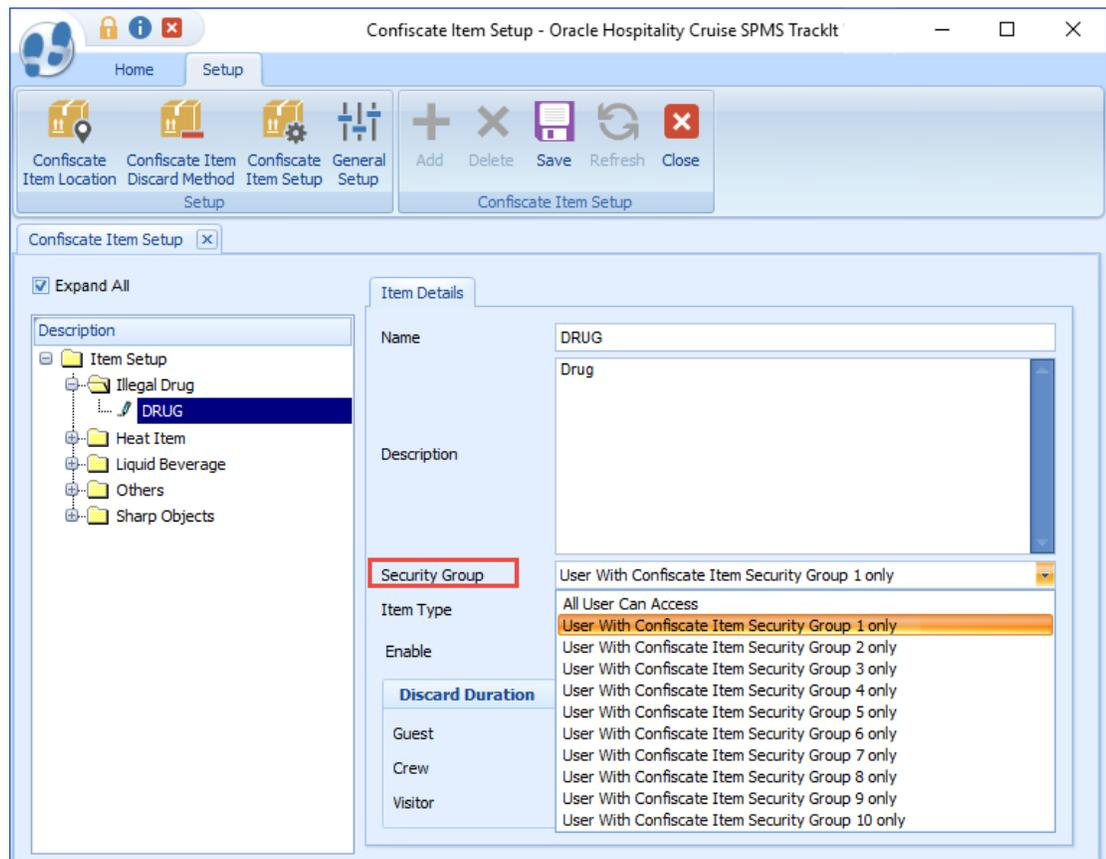 Confiscate Item Setup - Oracle Hospitality Cruise SPMS TrackIt
Home Setup
Confiscate Item Location
Confiscate Item Discard Method
Confiscate Item Setup
General Setup
Add
Delete
Save
Refresh
Close
Setup
Confiscate Item Setup
Confiscate Item Setup
Expand All
Description
Item Setup
Illegal Drug
DRUG
Heat Item
Liquid Beverage
Others
Sharp Objects
Item Details
Name DRUG
Description Drug
Security Group User With Confiscate Item Security Group 1 only
All User Can Access
User With Confiscate Item Security Group 1 only
User With Confiscate Item Security Group 2 only
User With Confiscate Item Security Group 3 only
User With Confiscate Item Security Group 4 only
User With Confiscate Item Security Group 5 only
User With Confiscate Item Security Group 6 only
User With Confiscate Item Security Group 7 only
User With Confiscate Item Security Group 8 only
User With Confiscate Item Security Group 9 only
User With Confiscate Item Security Group 10 only
Item Type
Enable
Discard Duration
Guest
Crew
Visitor